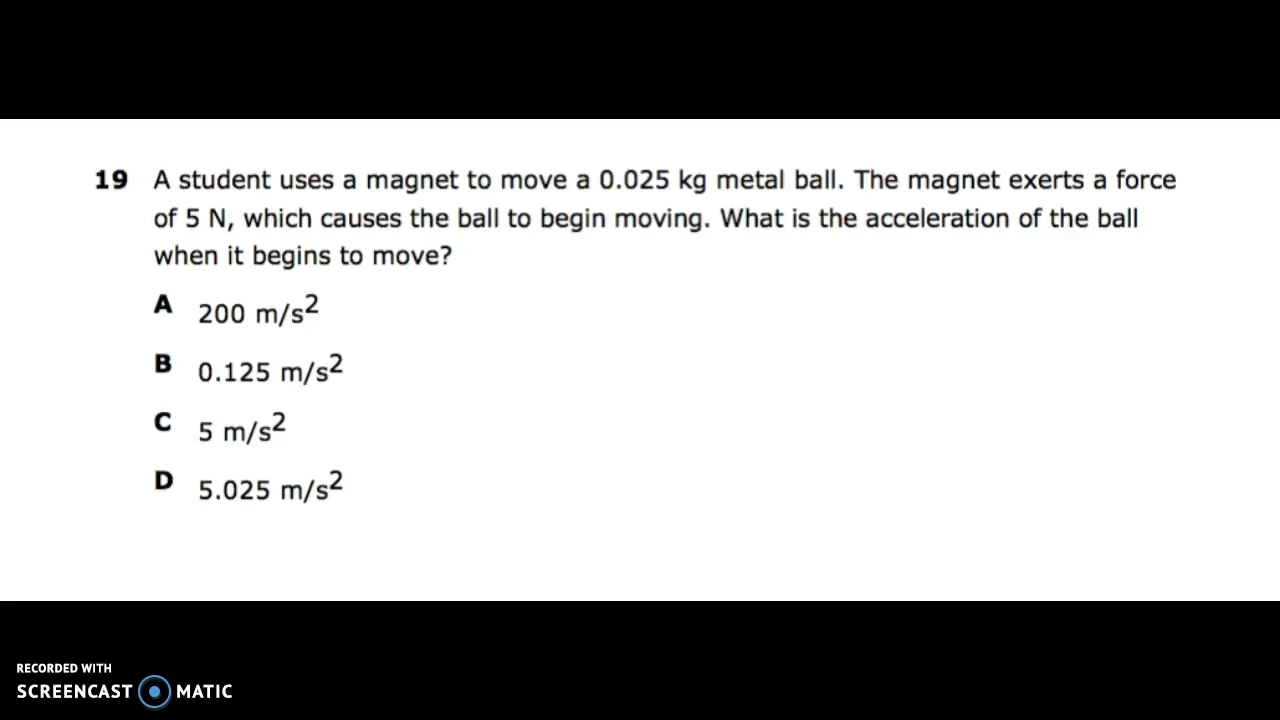 19 A student uses a magnet to move a 0.025 kg metal ball. The magnet exerts a force
of 5 N, which causes the ball to begin moving. What is the acceleration of the ball
when it begins to move?
A 200 m/s²
B 0.125 m/s²
C 5 m/s²
D 5.025 m/s²
RECORDED WITH
SCREENCAST MATIC